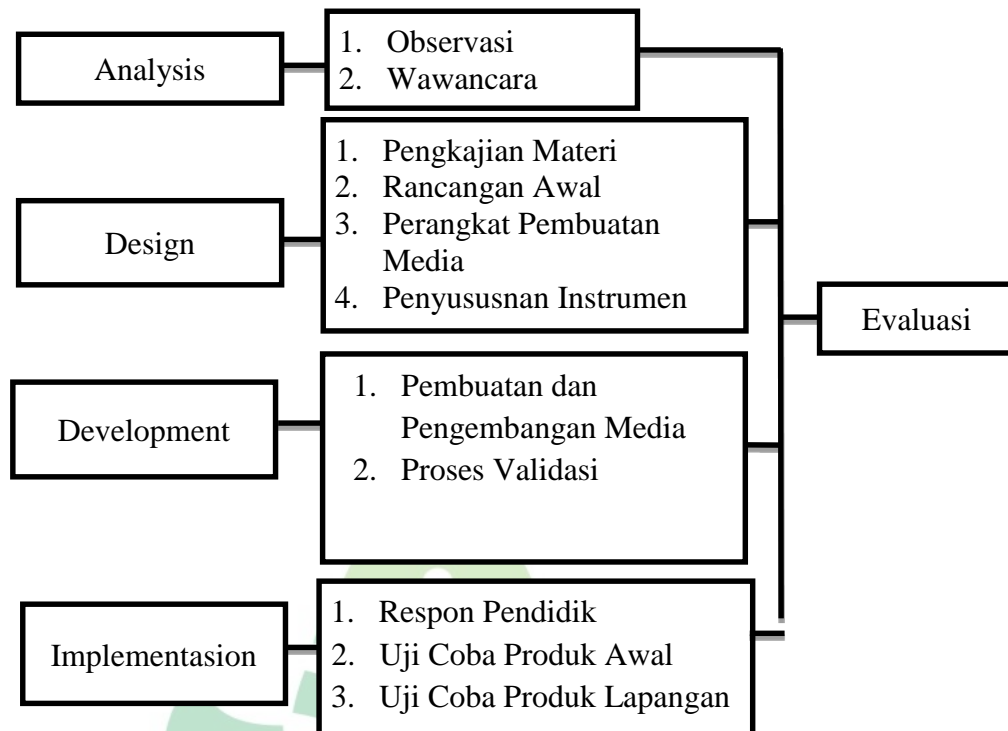 Analysis
1. Observasi
2. Wawancara
Design
1. Pengkajian Materi
2. Rancangan Awal
3. Perangkat Pembuatan
Media
4. Penyususnan Instrumen
Evaluasi
Development
1. Pembuatan dan
Pengembangan Media
2. Proses Validasi
Implementasion
1. Respon Pendidik
2. Uji Coba Produk Awal
3. Uji Coba Produk Lapangan